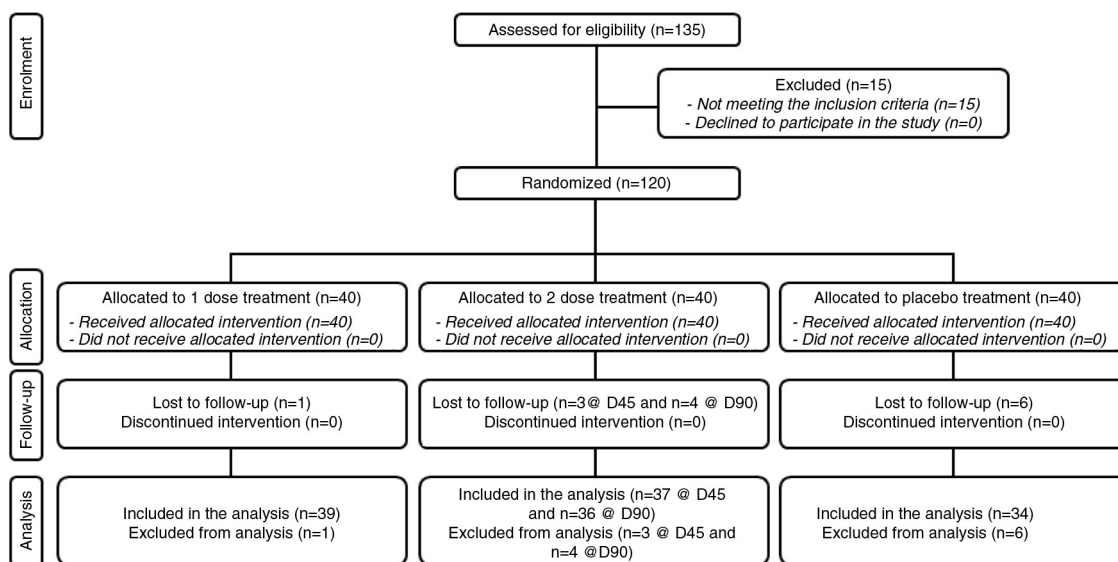 Enrolment
Assessed for eligibility (n=135)
Excluded (n=15)
- Not meeting the inclusion criteria (n=15)
- Declined to participate in the study (n=0)
Randomized (n=120)
Allocation
Allocated to 1 dose treatment (n=40)
- Received allocated intervention (n=40)
- Did not receive allocated intervention (n=0)
Allocated to 2 dose treatment (n=40)
- Received allocated intervention (n=40)
- Did not receive allocated intervention (n=0)
Allocated to placebo treatment (n=40)
- Received allocated intervention (n=40)
- Did not receive allocated intervention (n=0)
Follow-up
Lost to follow-up (n=1)
Discontinued intervention (n=0)
Lost to follow-up (n=3@ D45 and n=4 @ D90)
Discontinued intervention (n=0)
Lost to follow-up (n=6)
Discontinued intervention (n=0)
Analysis
Included in the analysis (n=39)
Excluded from analysis (n=1)
Included in the analysis (n=37 @ D45
and n=36 @ D90)
Excluded from analysis (n=3 @ D45 and
n=4 @D90)
Included in the analysis (n=34)
Excluded from analysis (n=6)